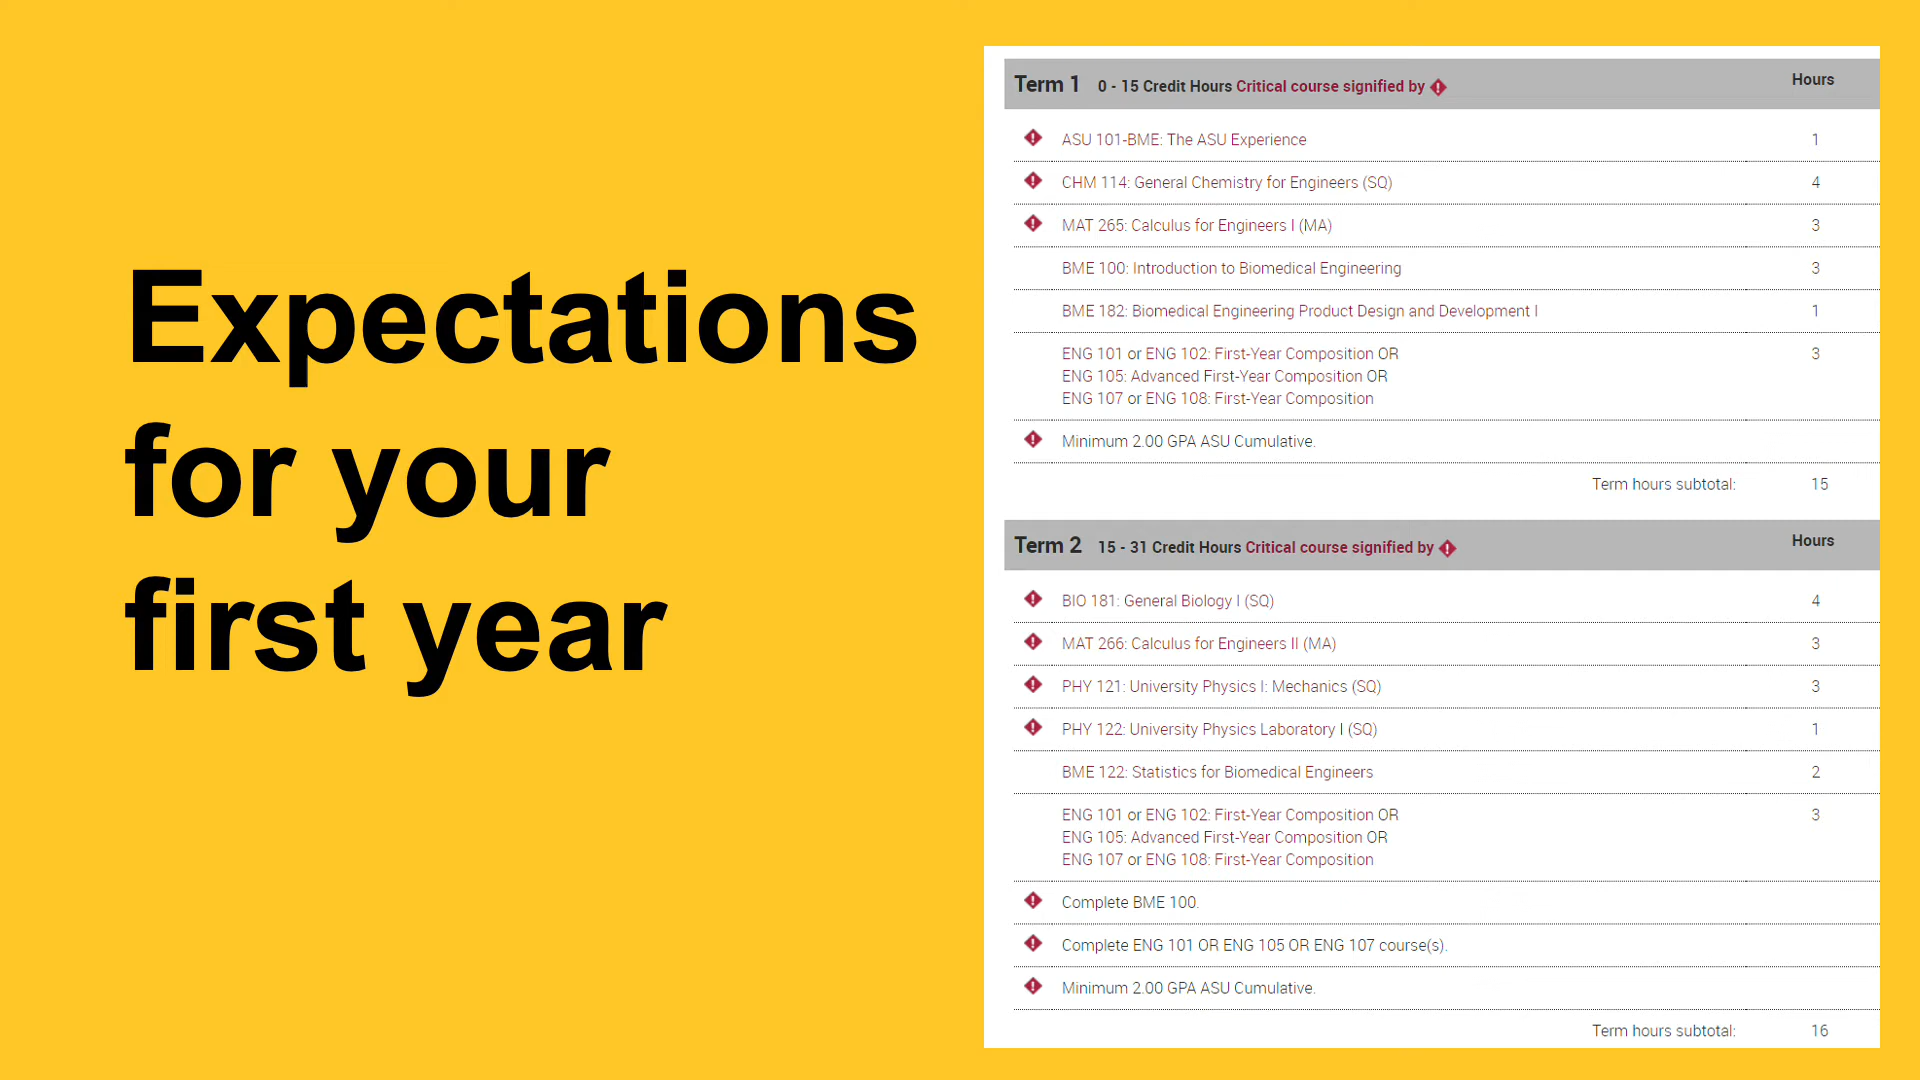 Expectations
for your
first year
Term 1 0 - 15 Credit Hours Critical course signified by Hours
ASU 101-BME: The ASU Experience 1
CHM 114: General Chemistry for Engineers (SQ) 4
MAT 265: Calculus for Engineers I (MA) 3
BME 100: Introduction to Biomedical Engineering 3
BME 182: Biomedical Engineering Product Design and Development I 1
ENG 101 or ENG 102: First-Year Composition OR 3
ENG 105: Advanced First-Year Composition OR
ENG 107 or ENG 108: First-Year Composition
Minimum 2.00 GPA ASU Cumulative.
Term hours subtotal: 15
Term 2 15 - 31 Credit Hours Critical course signified by Hours
BIO 181: General Biology I (SQ) 4
MAT 266: Calculus for Engineers II (MA) 3
PHY 121: University Physics I: Mechanics (SQ) 3
PHY 122: University Physics Laboratory I (SQ) 1
BME 122: Statistics for Biomedical Engineers 2
ENG 101 or ENG 102: First-Year Composition OR 3
ENG 105: Advanced First-Year Composition OR
ENG 107 or ENG 108: First-Year Composition
Complete BME 100.
Complete ENG 101 OR ENG 105 OR ENG 107 course(s).
Minimum 2.00 GPA ASU Cumulative.
Term hours subtotal: 16